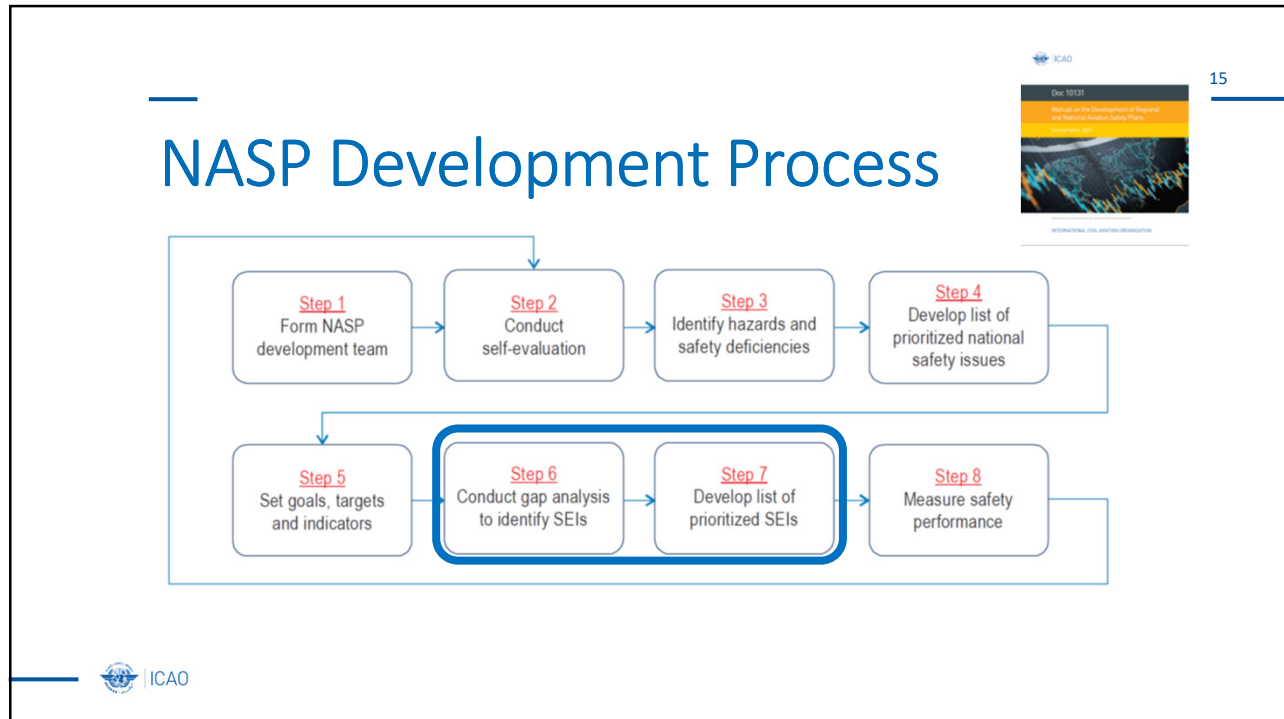 ICAO
15
Doc 10131
Manual on the Development of Regional
and National Aviation Safety Plans
INTERNATIONAL CIVIL AVIATION ORGANIZATION
NASP Development Process
Step 1
Form NASP
development team
Step 2
Conduct
self-evaluation
Step 3
Identify hazards and
safety deficiencies
Step 4
Develop list of
prioritized national
safety issues
Step 5
Set goals, targets
and indicators
Step 6
Conduct gap analysis
to identify SEIs
Step 7
Develop list of
prioritized SEIs
Step 8
Measure safety
performance
ICAO